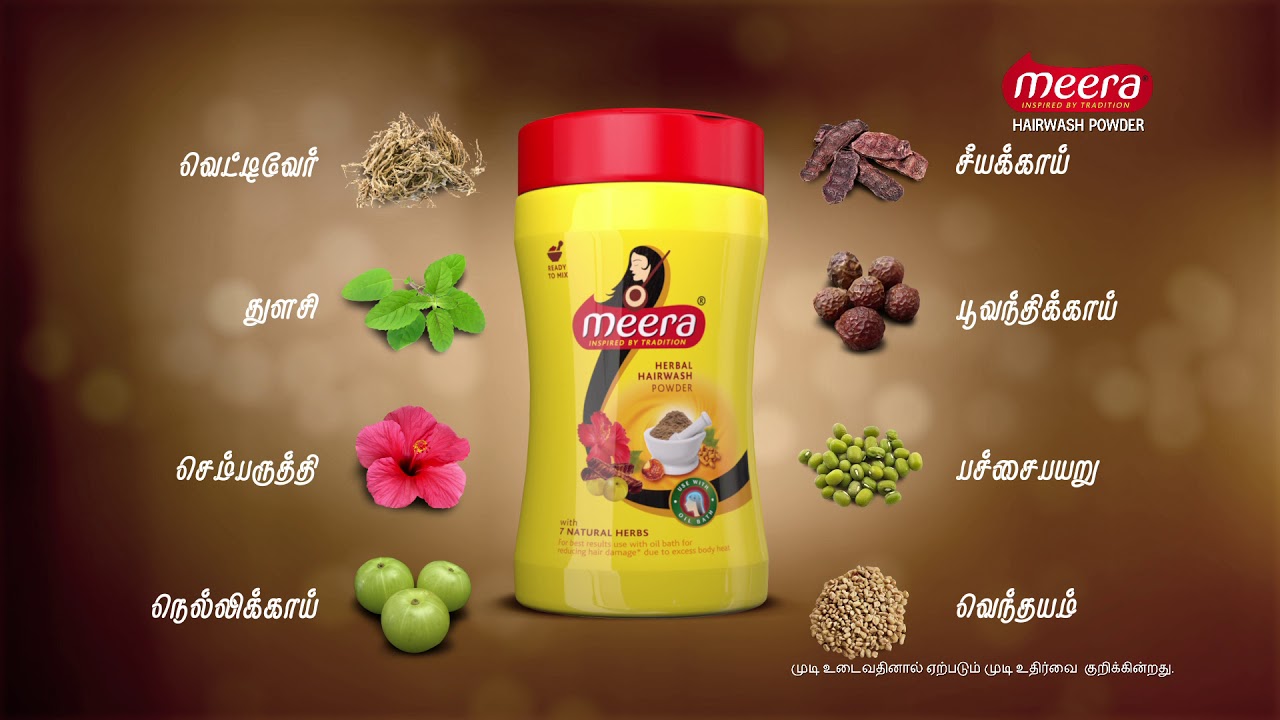 meera
INSPIRED BY TRADITION
HAIRWASH POWDER
வெட்டிவேர்
சீயக்காய்
துளசி
பூவந்திக்காய்
செம்பருத்தி
பச்சைபயறு
நெல்லிக்காய்
வெந்தயம்
READY
TO MIX
meera®
INSPIRED BY TRADITION
HERBAL
HAIRWASH
POWDER
USE WITH
OIL BATH
with
7 NATURAL HERBS
For best results use with oil bath for
reducing hair damage* due to excess body heat
முடி உடைவதினால் ஏற்படும் முடி உதிர்வை குறிக்கின்றது.